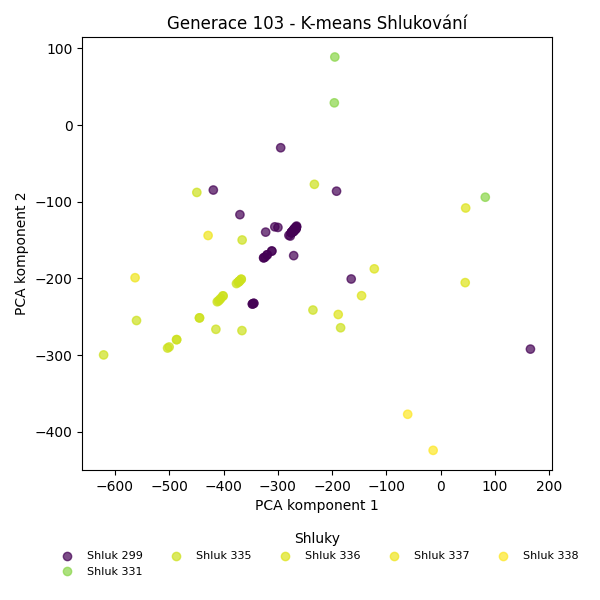 Generace 103 - K-means Shlukování
100
0
−100
−200
−300
−400
PCA komponent 2
−600 −500 −400 −300 −200 −100 0 100 200
PCA komponent 1
Shluky
Shluk 299 Shluk 335 Shluk 336 Shluk 337 Shluk 338
Shluk 331